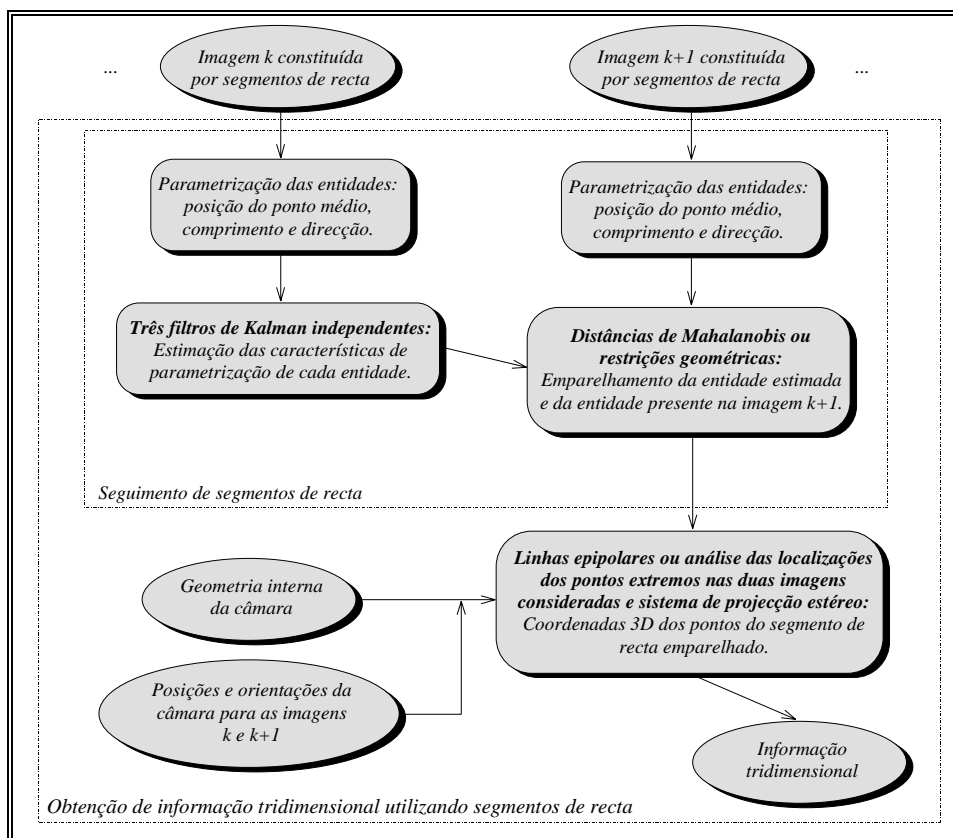 ...
Imagem k constituída
por segmentos de recta
Imagem k+1 constituída
por segmentos de recta
...
Parametrização das entidades:
posição do ponto médio,
comprimento e direcção.
Parametrização das entidades:
posição do ponto médio,
comprimento e direcção.
Três filtros de Kalman independentes:
Estimação das características de
parametrização de cada entidade.
Distâncias de Mahalanobis ou
restrições geométricas:
Emparelhamento da entidade estimada
e da entidade presente na imagem k+1.
Seguimento de segmentos de recta
Linhas epipolares ou análise das localizações
dos pontos extremos nas duas imagens
consideradas e sistema de projecção estéreo:
Coordenadas 3D dos pontos do segmento de
recta emparelhado.
Geometria interna
da câmara
Posições e orientações da
câmara para as imagens
k e k+1
Informação
tridimensional
Obtenção de informação tridimensional utilizando segmentos de recta